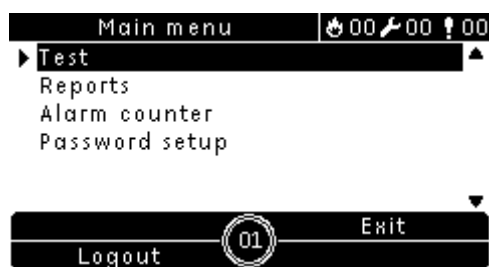 Main menu 00 00 00
Test
Reports
Alarm counter
Password setup
Exit
01
Logout